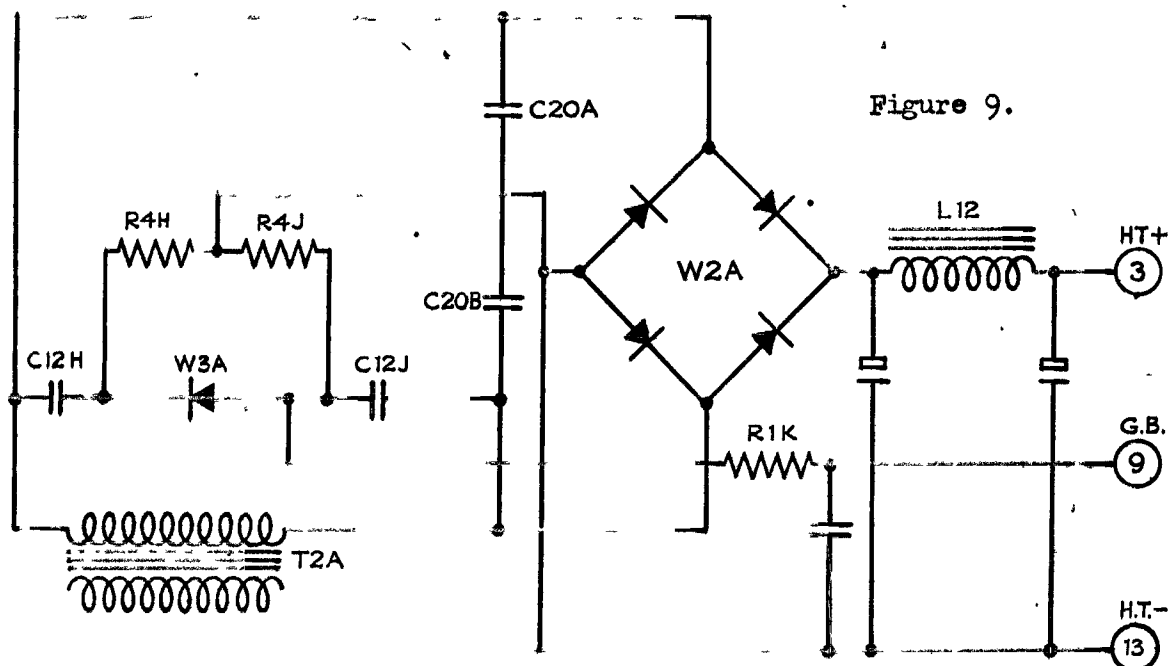 C20A
Figure 9.
R4H
R4J
L12
HT+
3
W2A
C20B
C12H
W3A
C12J
R1K
G.B.
9
T2A
H.T.-
13